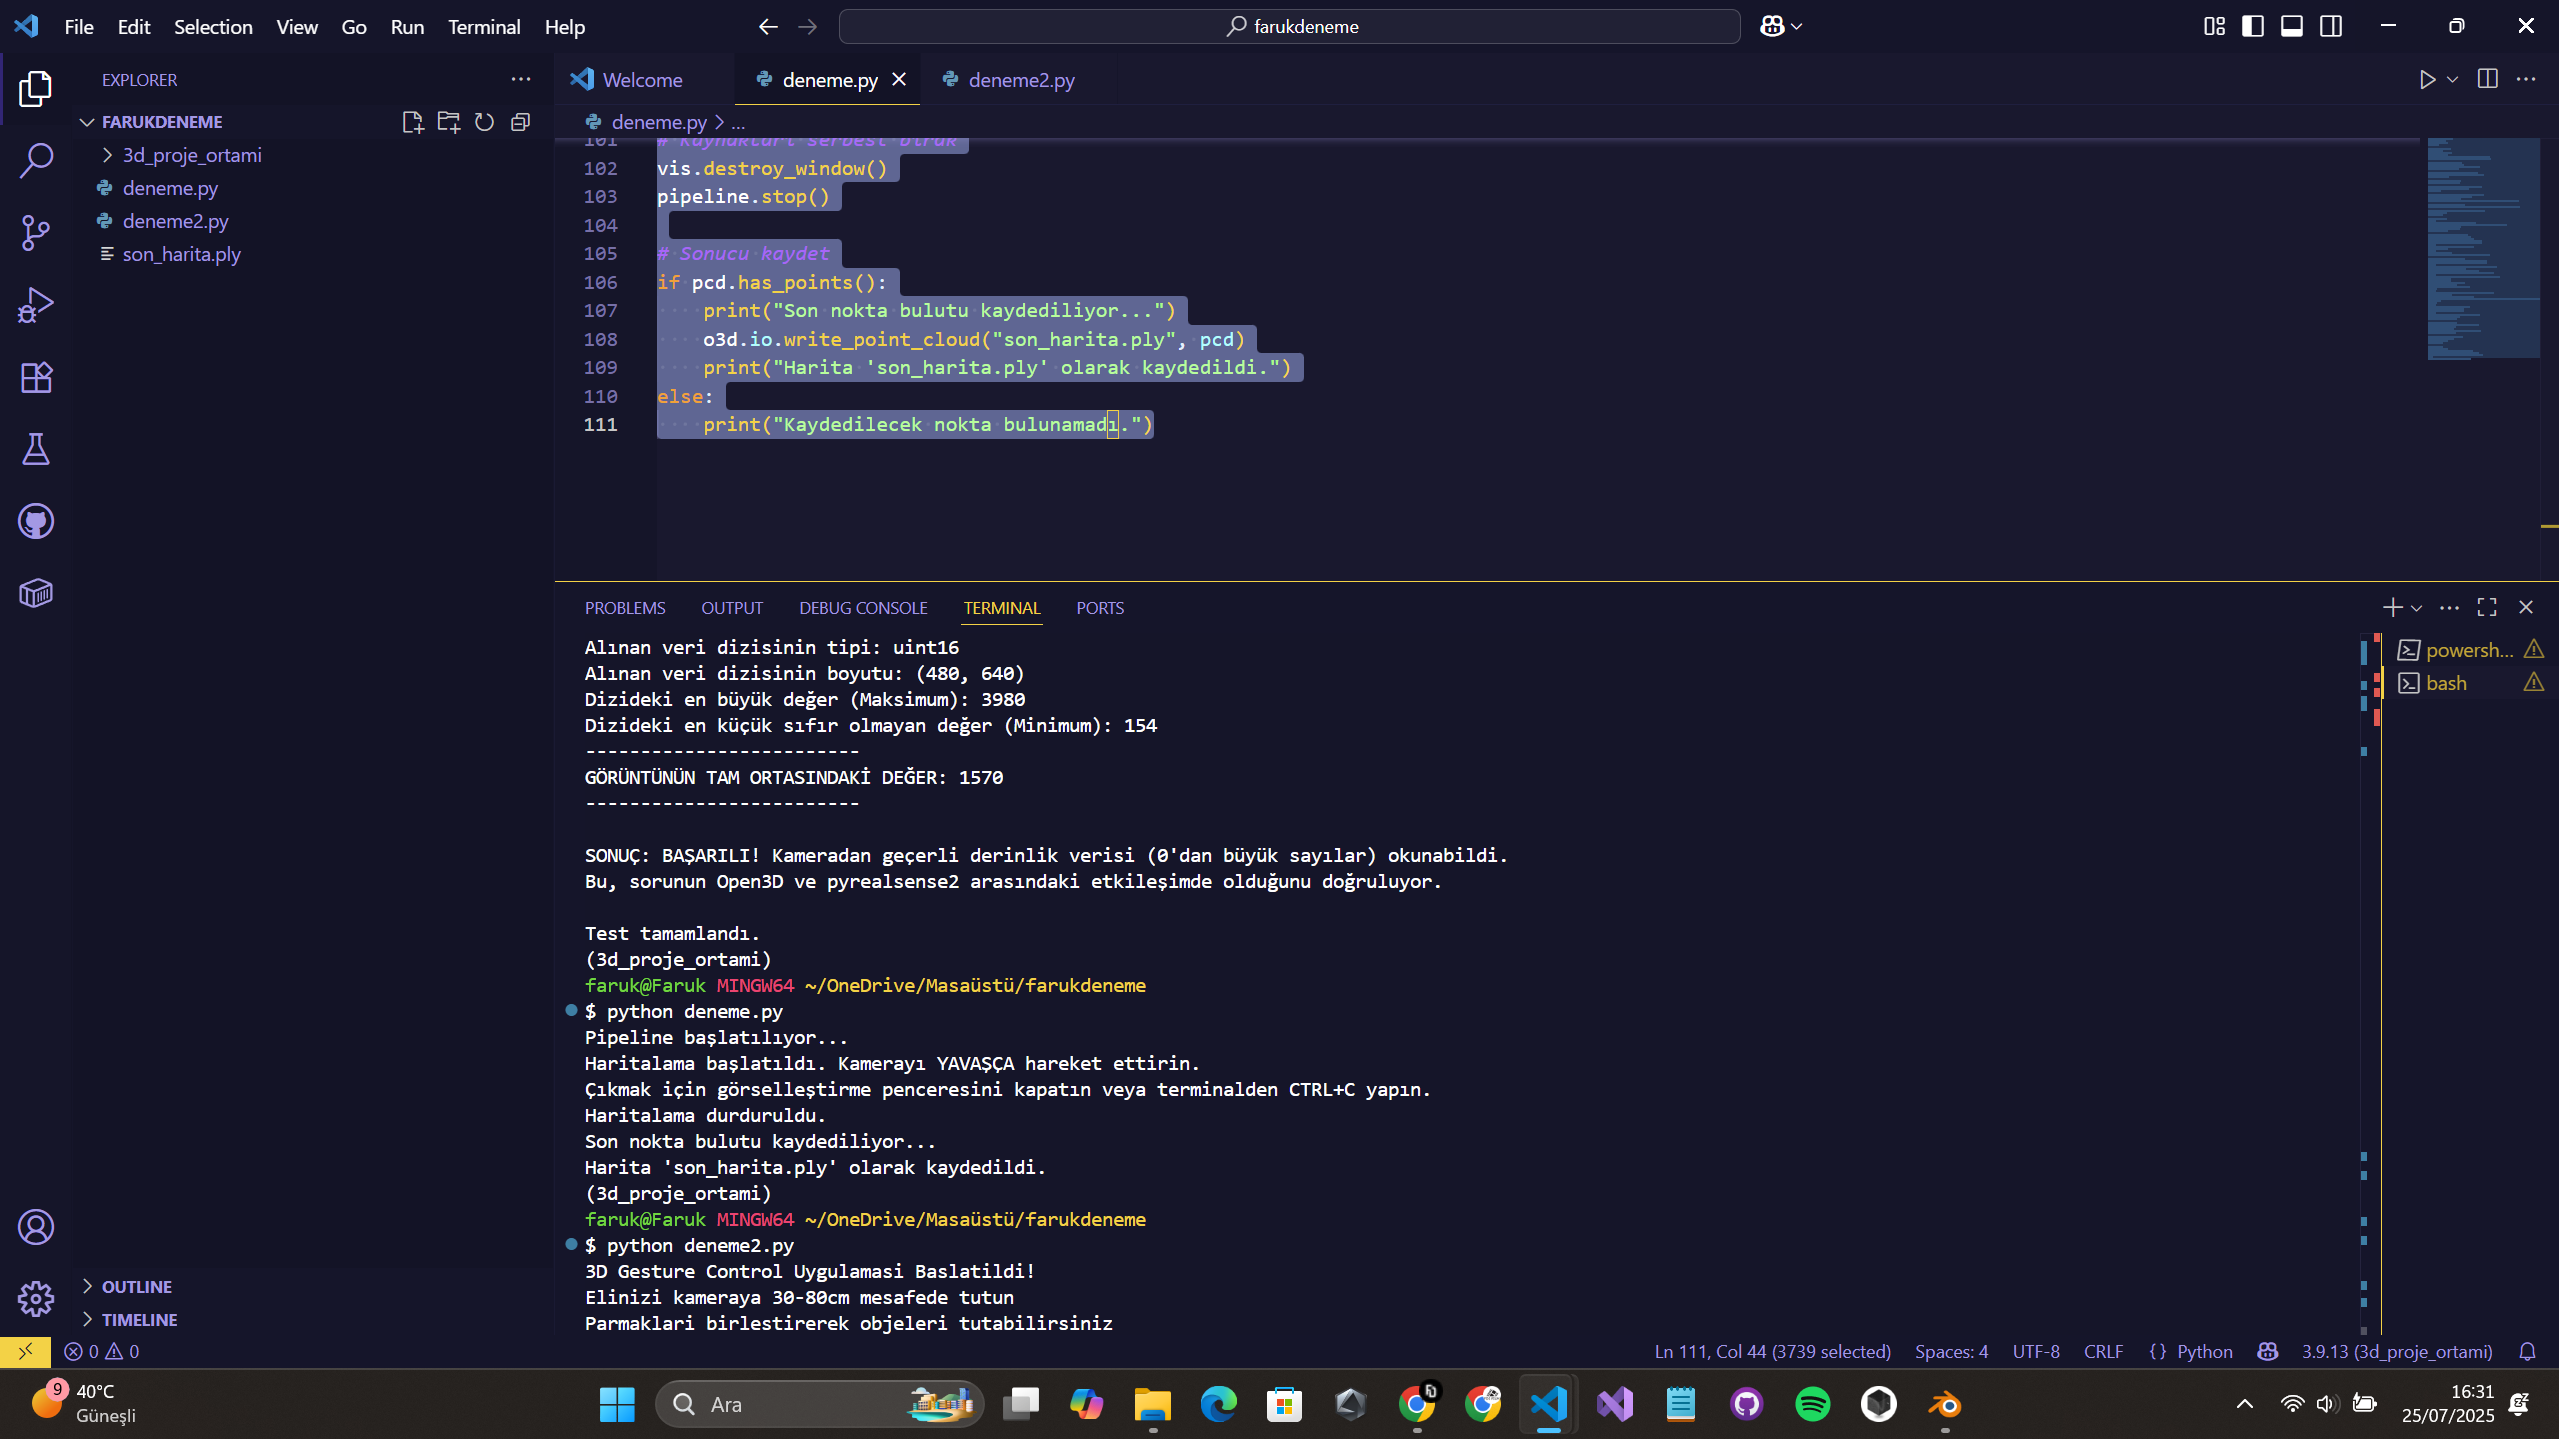 File Edit Selection View Go Run Terminal Help
farukdeneme
EXPLORER
FARUKDENEME
3d_proje_ortami
deneme.py
deneme2.py
son_harita.ply
OUTLINE
TIMELINE
Welcome
deneme.py
deneme2.py
deneme.py > ...
101 # Kaynakları serbest bırak
102 vis.destroy_window()
103 pipeline.stop()
104
105 # Sonucu kaydet
106 if pcd.has_points():
107     print("Son nokta bulutu kaydediliyor...")
108     o3d.io.write_point_cloud("son_harita.ply", pcd)
109     print("Harita 'son_harita.ply' olarak kaydedildi.")
110 else:
111     print("Kaydedilecek nokta bulunamadı.")
PROBLEMS OUTPUT DEBUG CONSOLE TERMINAL PORTS
Alınan veri dizisinin tipi: uint16
Alınan veri dizisinin boyutu: (480, 640)
Dizideki en büyük değer (Maksimum): 3980
Dizideki en küçük sıfır olmayan değer (Minimum): 154
-------------------------
GÖRÜNTÜNÜN TAM ORTASINDAKİ DEĞER: 1570
-------------------------
SONUÇ: BAŞARILI! Kameradan geçerli derinlik verisi (0'dan büyük sayılar) okunabildi.
Bu, sorunun Open3D ve pyrealsense2 arasındaki etkileşimde olduğunu doğruluyor.
Test tamamlandı.
(3d_proje_ortami)
faruk@Faruk MINGW64 ~/OneDrive/Masaüstü/farukdeneme
$ python deneme.py
Pipeline başlatılıyor...
Haritalama başlatıldı. Kamerayı YAVAŞÇA hareket ettirin.
Çıkmak için görselleştirme penceresini kapatın veya terminalden CTRL+C yapın.
Haritalama durduruldu.
Son nokta bulutu kaydediliyor...
Harita 'son_harita.ply' olarak kaydedildi.
(3d_proje_ortami)
faruk@Faruk MINGW64 ~/OneDrive/Masaüstü/farukdeneme
$ python deneme2.py
3D Gesture Control Uygulamasi Baslatildi!
Elinizi kameraya 30-80cm mesafede tutun
Parmaklari birlestirerek objeleri tutabilirsiniz
powersh...
bash
0 0
Ln 111, Col 44 (3739 selected) Spaces: 4 UTF-8 CRLF {} Python 3.9.13 (3d_proje_ortami)
9
40°C
Güneşli
Ara
16:31
25/07/2025